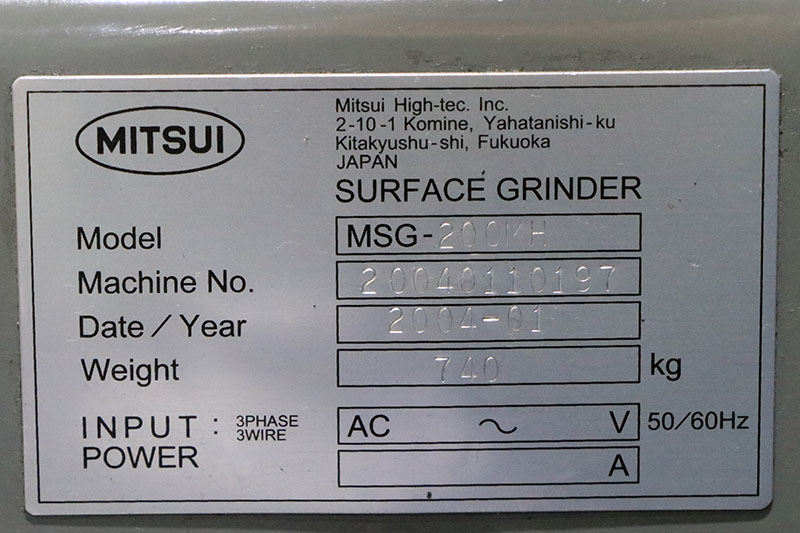 MITSUI
Mitsui High-tec. Inc.
2-10-1 Komine, Yahatanishi-ku
Kitakyushu-shi, Fukuoka
JAPAN
SURFACE GRINDER
Model MSG-200MH
Machine No. 20040110197
Date/Year 2004-01
Weight 740 kg
INPUT: 3PHASE AC ~ V 50/60Hz
3WIRE
POWER A